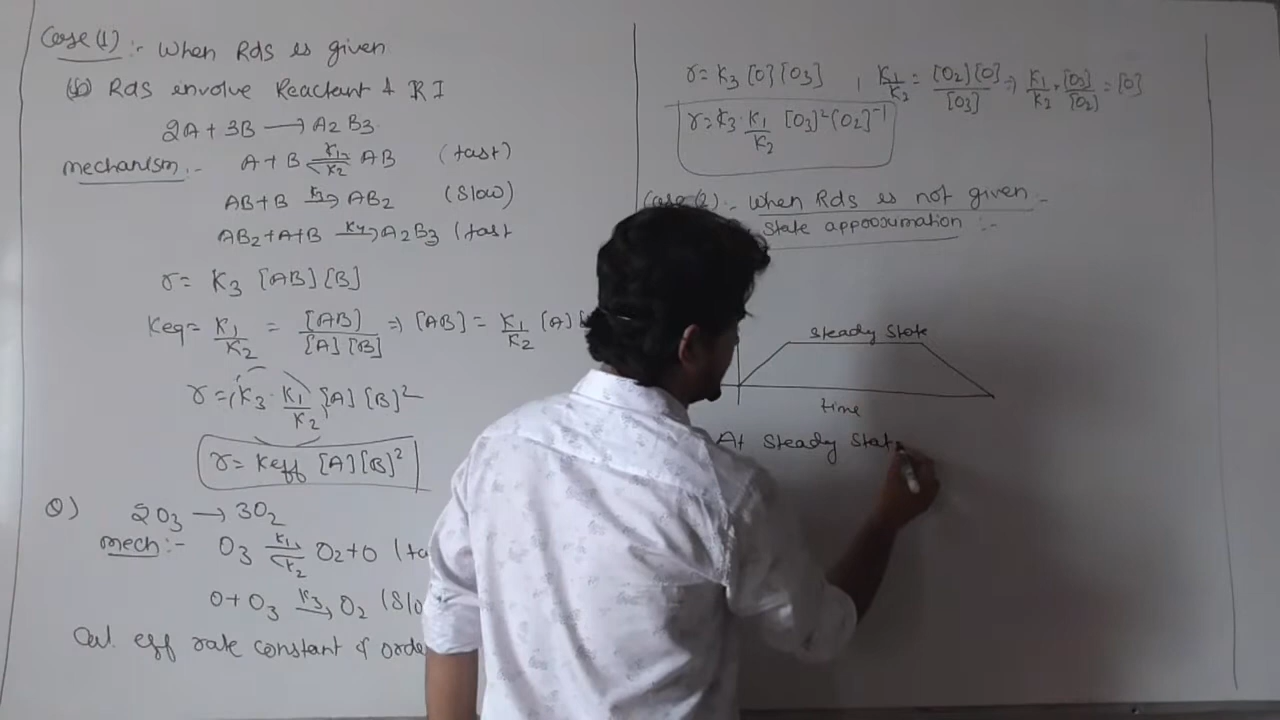 Case (1) :- When Rds is given
(b) Rds involve Reactant & RI
2A + 3B → A2B3
mechanism :- A + B ⇌ AB (fast)
K1
K2
AB + B K3→ AB2 (Slow)
AB2 + A + B K4→ A2B3 (fast
r = K3 [AB][B]
Keq = K1/K2 = [AB]/[A][B] ⇒ [AB] = K1/K2 [A]
r = (K3 · K1/K2) [A][B]²
r = Keff [A][B]²
Q) 2O3 → 3O2
mech :- O3 ⇌ O2 + O
K1
K2
O + O3 K3→ O2 (Slo
Cal. eff rate constant & orde
r = K3 [O][O3] , K1/K2 = [O2][O]/[O3] ⇒ K1/K2 · [O3]/[O2] = [O]
r = K3 · K1/K2 [O3]² [O2]⁻¹
Case (2) :- When Rds is not given -
State approximation :-
Steady State
time
At Steady Stat